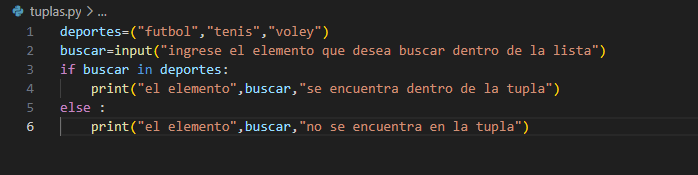 tuplas.py > ...
1 deportes=("futbol","tenis","voley")
2 buscar=input("ingrese el elemento que desea buscar dentro de la lista")
3 if buscar in deportes:
4     print("el elemento",buscar,"se encuentra dentro de la tupla")
5 else :
6     print("el elemento",buscar,"no se encuentra en la tupla")